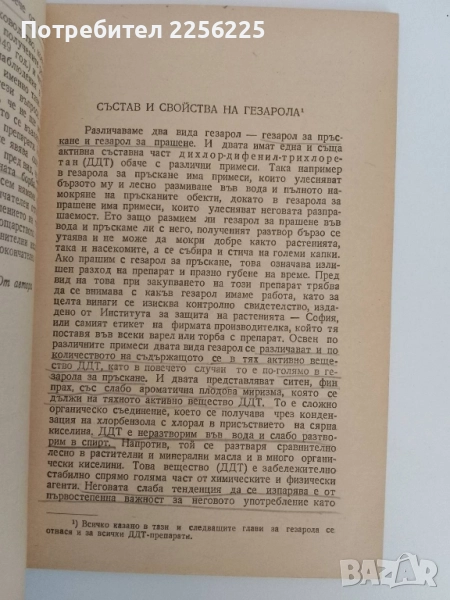 Потребител 2256225
СЪСТАВ И СВОЙСТВА НА ГЕЗАРОЛА¹
Различаваме два вида гезарол — гезарол за пръс-
кане и гезарол за прашене. И двата имат една и съща
активна съставна част дихлор-дифенил-трихлоре-
тан (ДДТ) обаче с различни примеси. Така например
в гезарола за пръскане има примеси, които улесняват
бързото му и лесно размиване във вода и пълното на-
мокряне на пръсканите обекти, докато в гезарола за
прашене има примеси, които улесняват неговата разпра-
шаемост. Ето защо размием ли гезарол за прашене във
вода и пръскаме ли с него, полученият разтвор бързо се
утаява и не може да мокри добре както растенията,
така и насекомите, а се събира и стича на големи капки.
Ако прашим с гезарол за пръскане, това означава излиш-
шен разход на препарат и празно губене на време. Пред
вид на това при закупването на този препарат трябва
да се внимава с какъв гезарол имаме работа, като за
целта винаги се изисква контролно свидетелство, изда-
дено от Института за защита на растенията — София,
или самият етикет на фирмата производителка, който тя
поставя във всеки варел или торба с препарат. Освен по
различните примеси двата вида гезарол се различават и по
количеството на съдържащото се в тях активно веще-
ство ДДТ, като в повечето случаи то е по-голямо в ге-
зарола за пръскане. И двата представляват ситен, фин
прах, със слабо ароматична плодова миризма, която се
дължи на тяхното активно вещество ДДТ. То е сложно
органическо съединение, което се получава чрез конден-
зация на хлорбензола с хлорал в присъствието на сярна
киселина, ДДТ е неразтворим във вода и слабо разтво-
рим в спирт. Напротив, той се разтваря сравнително
лесно в растителни и минерални масла и в много органи-
чески киселини. Това вещество (ДДТ) е забележително
стабилно спрямо голяма част от химическите и физически
агенти. Неговата слаба тенденция да се изпарява е от
първостепенна важност за неговото употребление като
¹) Всичко казано в тази и следващите глави за гезарола се
отнася и за всички ДДТ-препарати.
От автора
BAZAR